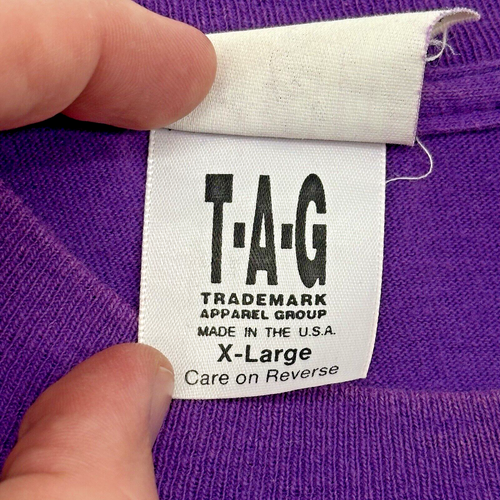 T-A-G
TRADEMARK
APPAREL GROUP
MADE IN THE U.S.A.
X-Large
Care on Reverse